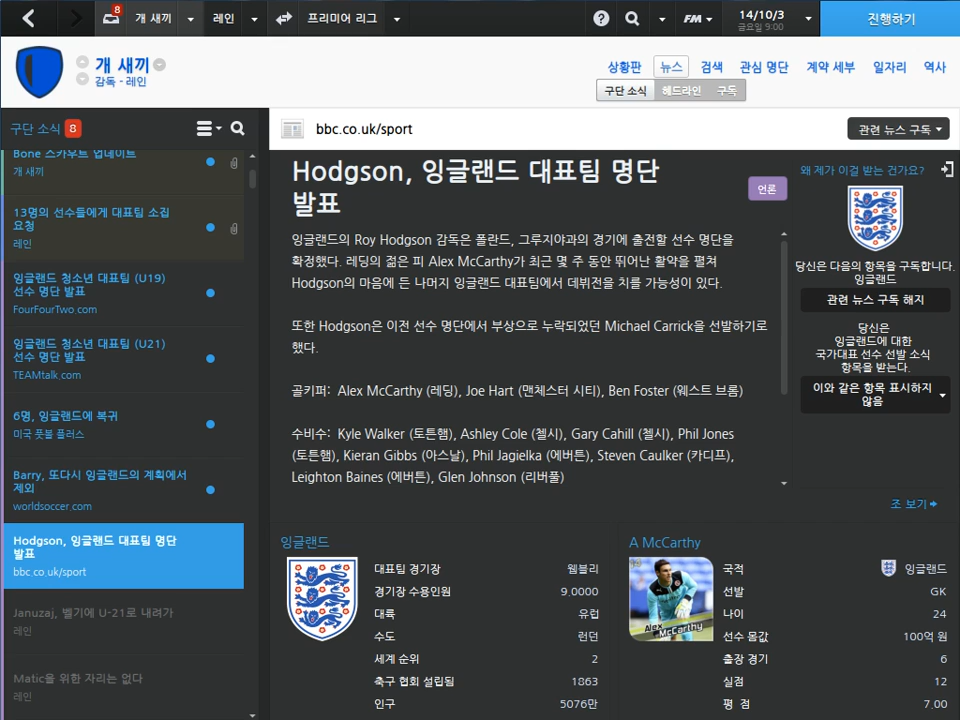 8
개 새끼
레인
프리미어 리그
?
FM
14/10/3
금요일 9:00
진행하기
개 새끼
감독 - 레인
상황판
뉴스
검색
관심 명단
계약 세부
일자리
역사
구단 소식
헤드라인
구독
구단 소식 8
bbc.co.uk/sport
관련 뉴스 구독
Bone 스카우트 업데이트
개 새끼
13명의 선수들에게 대표팀 소집
요청
레인
잉글랜드 청소년 대표팀 (U19)
선수 명단 발표
FourFourTwo.com
잉글랜드 청소년 대표팀 (U21)
선수 명단 발표
TEAMtalk.com
6명, 잉글랜드에 복귀
미국 풋볼 플러스
Barry, 또다시 잉글랜드의 계획에서
제외
worldsoccer.com
Hodgson, 잉글랜드 대표팀 명단
발표
bbc.co.uk/sport
Januzaj, 벨기에 U-21로 내려가
레인
Matic을 위한 자리는 없다
레인
Hodgson, 잉글랜드 대표팀 명단
발표
언론
잉글랜드의 Roy Hodgson 감독은 폴란드, 그루지야과의 경기에 출전할 선수 명단을
확정했다. 레딩의 젊은 피 Alex McCarthy가 최근 몇 주 동안 뛰어난 활약을 펼쳐
Hodgson의 마음에 든 나머지 잉글랜드 대표팀에서 데뷔전을 치를 가능성이 있다.
또한 Hodgson은 이전 선수 명단에서 부상으로 누락되었던 Michael Carrick을 선발하기로
했다.
골키퍼: Alex McCarthy (레딩), Joe Hart (맨체스터 시티), Ben Foster (웨스트 브롬)
수비수: Kyle Walker (토튼햄), Ashley Cole (첼시), Gary Cahill (첼시), Phil Jones
(토튼햄), Kieran Gibbs (아스날), Phil Jagielka (에버튼), Steven Caulker (카디프),
Leighton Baines (에버튼), Glen Johnson (리버풀)
왜 제가 이걸 받는 건가요?
당신은 다음의 항목을 구독합니다.
잉글랜드
관련 뉴스 구독 해지
당신은
잉글랜드에 대한
국가대표 선수 선발 소식
항목을 받는다.
이와 같은 항목 표시하지
않음
조 보기
잉글랜드
대표팀 경기장 웸블리
경기장 수용인원 9,0000
대륙 유럽
수도 런던
세계 순위 2
축구 협회 설립됨 1863
인구 5076만
A McCarthy
Alex
McCarthy
국적 잉글랜드
선발 GK
나이 24
선수 몸값 100억 원
출장 경기 6
실점 12
평 점 7.00